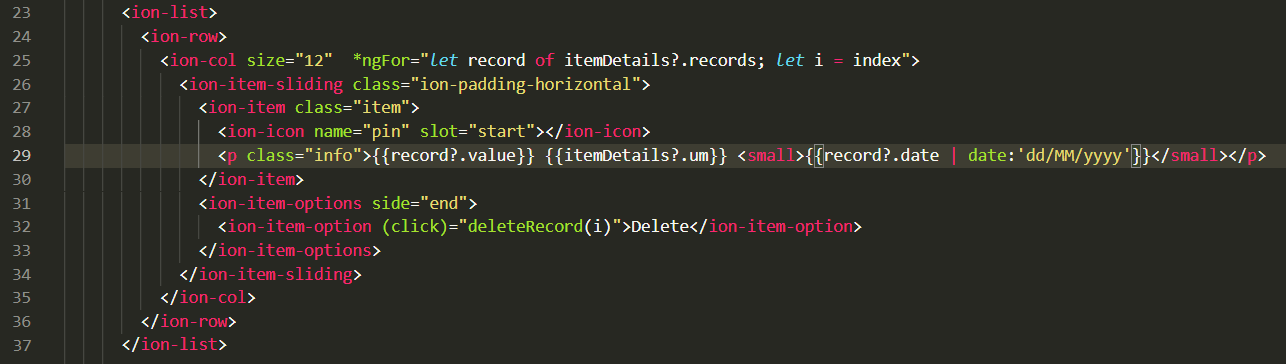 23 <ion-list>
24 <ion-row>
25 <ion-col size="12"  *ngFor="let record of itemDetails?.records; let i = index">
26 <ion-item-sliding class="ion-padding-horizontal">
27 <ion-item class="item">
28 <ion-icon name="pin" slot="start"></ion-icon>
29 <p class="info">{{record?.value}} {{itemDetails?.um}} <small>{{record?.date | date:'dd/MM/yyyy'}}</small></p>
30 </ion-item>
31 <ion-item-options side="end">
32 <ion-item-option (click)="deleteRecord(i)">Delete</ion-item-option>
33 </ion-item-options>
34 </ion-item-sliding>
35 </ion-col>
36 </ion-row>
37 </ion-list>